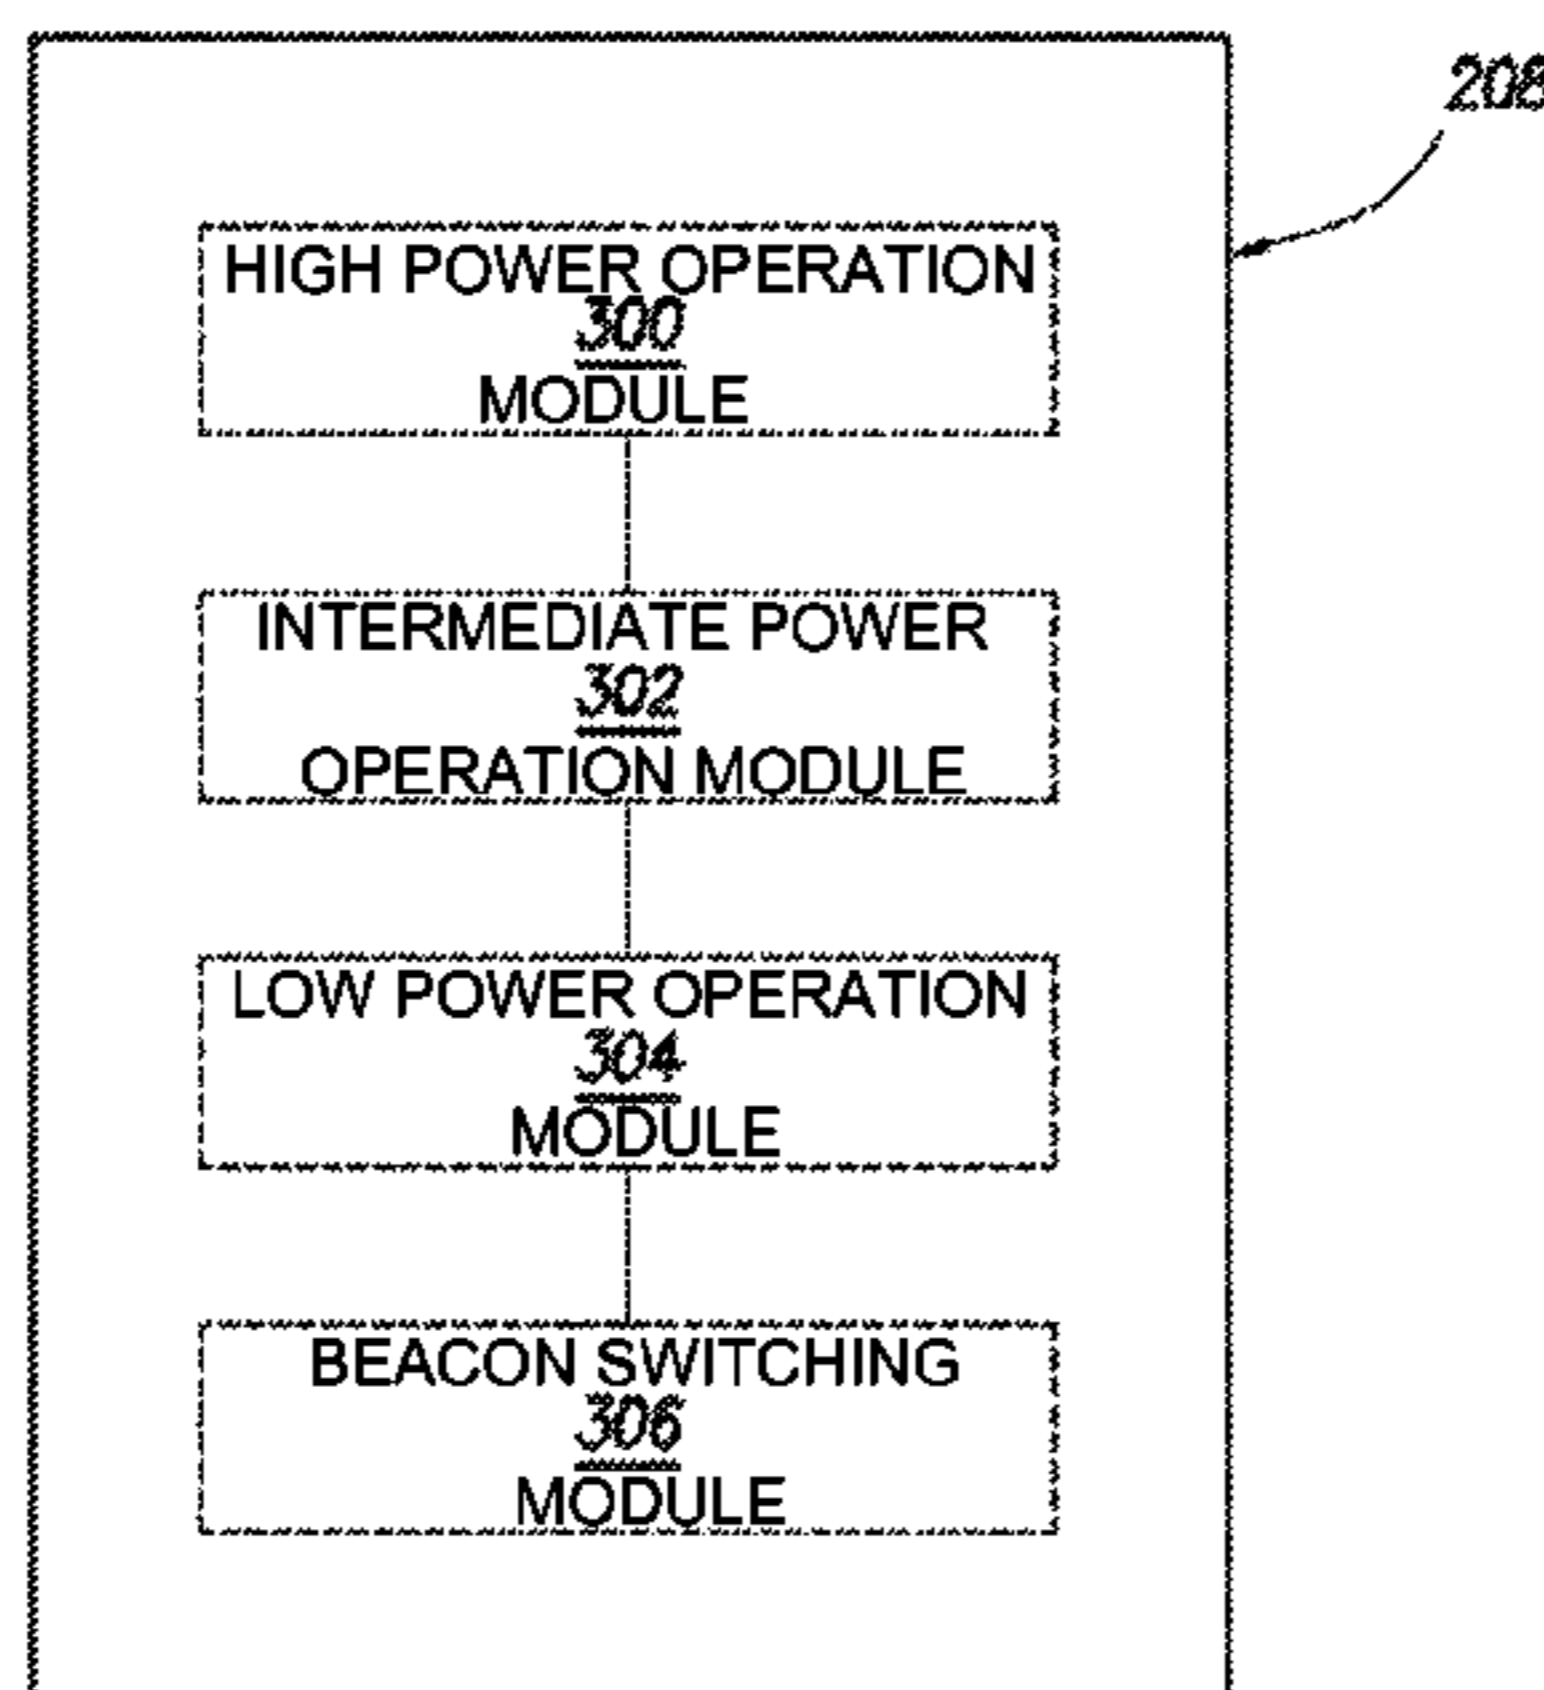 208
HIGH POWER OPERATION
300
MODULE
INTERMEDIATE POWER
302
OPERATION MODULE
LOW POWER OPERATION
304
MODULE
BEACON SWITCHING
306
MODULE